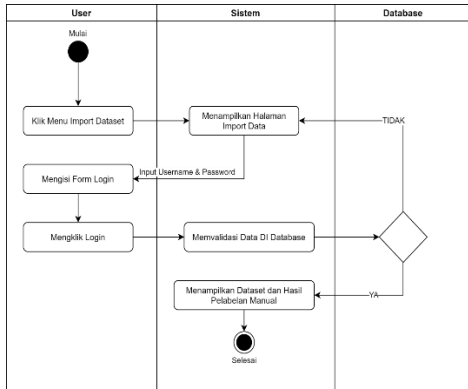 User
Sistem
Database
Mulai
Klik Menu Import Dataset
Menampilkan Halaman
Import Data
TIDAK
Input Username & Password
Mengisi Form Login
Mengklik Login
Memvalidasi Data DI Database
Menampilkan Dataset dan Hasil
Pelabelan Manual
YA
Selesai